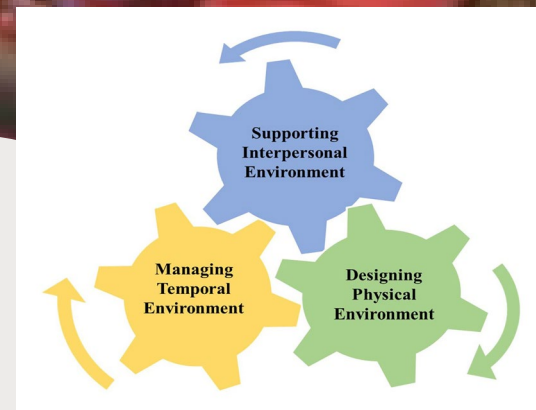 Supporting
Interpersonal
Environment
Managing
Temporal
Environment
Designing
Physical
Environment